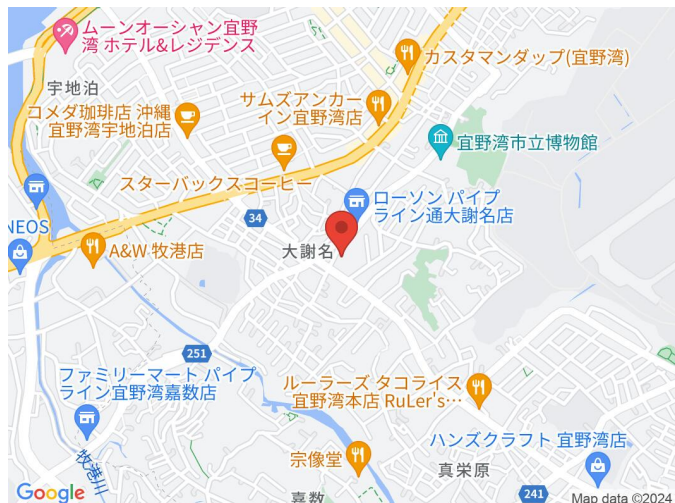 ムーンオーシャン宜野
湾 ホテル&レジデンス
カスタマンダップ(宜野湾)
宇地泊
コメダ珈琲店 沖縄
宜野湾宇地泊店
サムズアンカー
イン宜野湾店
宜野湾市立博物館
スターバックスコーヒー
ローソン パイプ
ライン通大謝名店
34
NEOS
A&W 牧港店
大謝名
251
ファミリーマート パイプ
ライン宜野湾嘉数店
ルーラーズ タコライス
宜野湾本店 RuLer's…
ハンズクラフト 宜野湾店
宗像堂
真栄原
牧港川
嘉数
241
Google
Map data ©2024